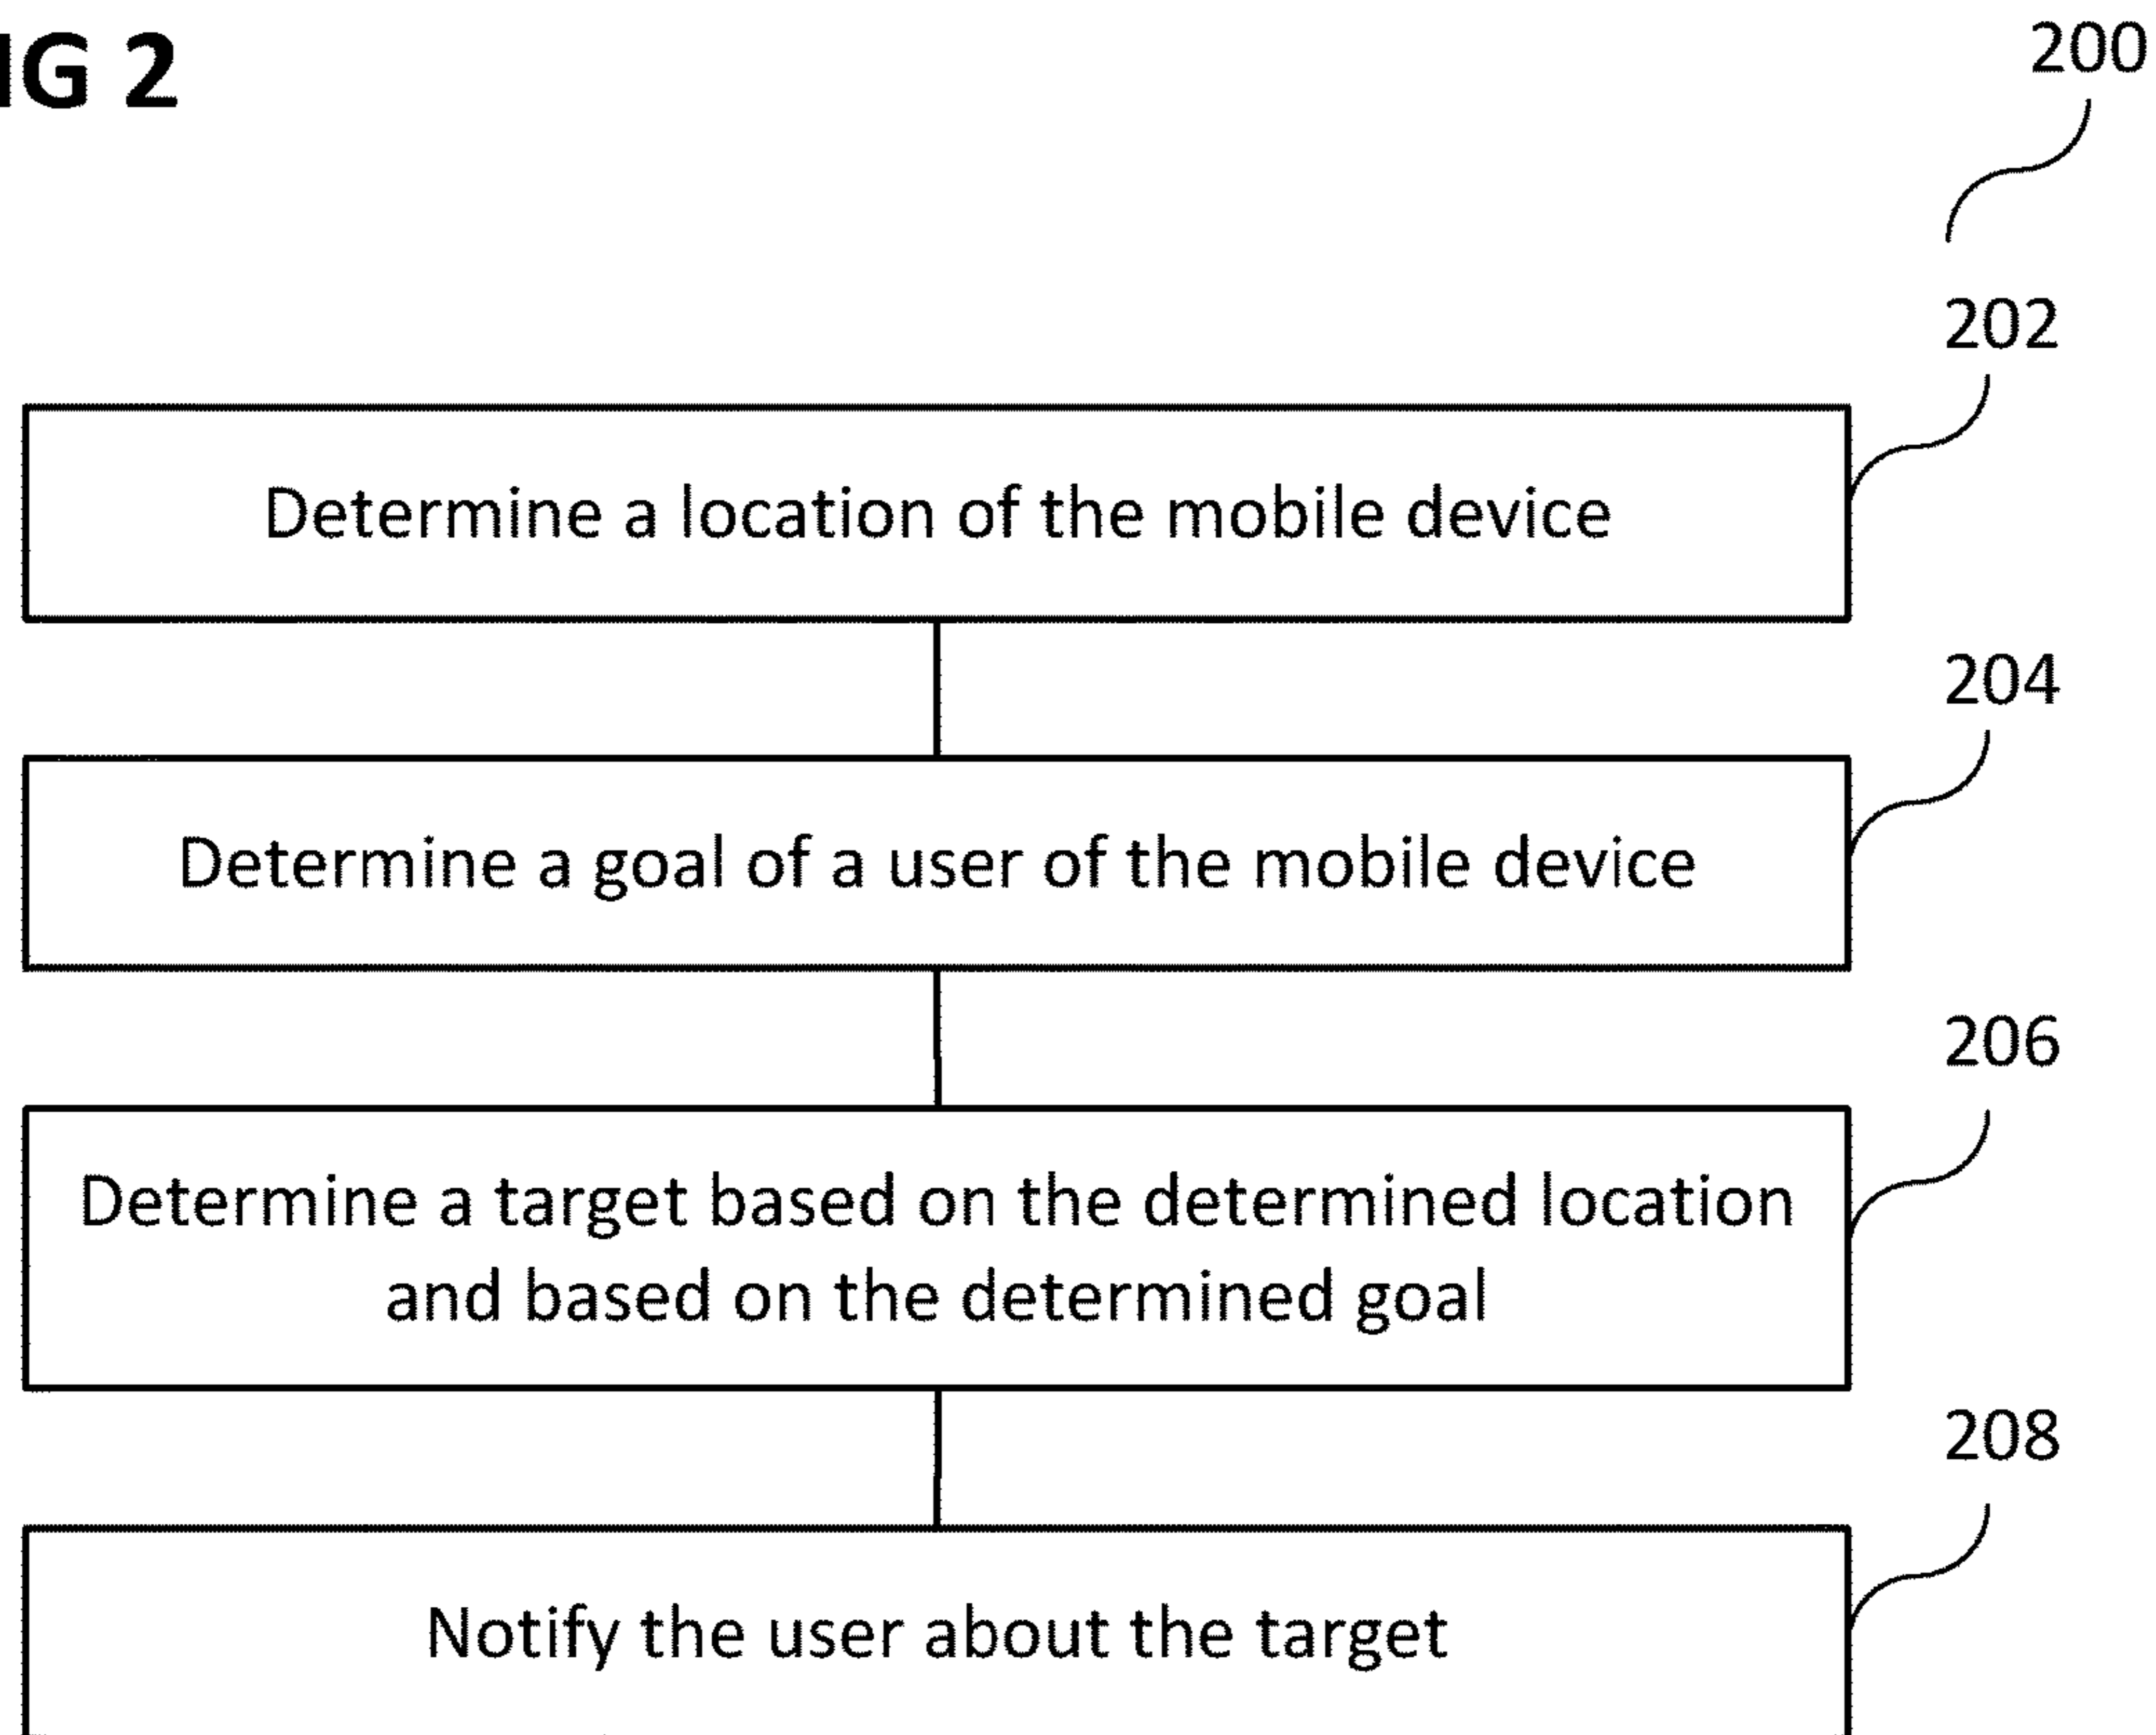 IG 2
200
202
Determine a location of the mobile device
204
Determine a goal of a user of the mobile device
206
Determine a target based on the determined location
and based on the determined goal
208
Notify the user about the target